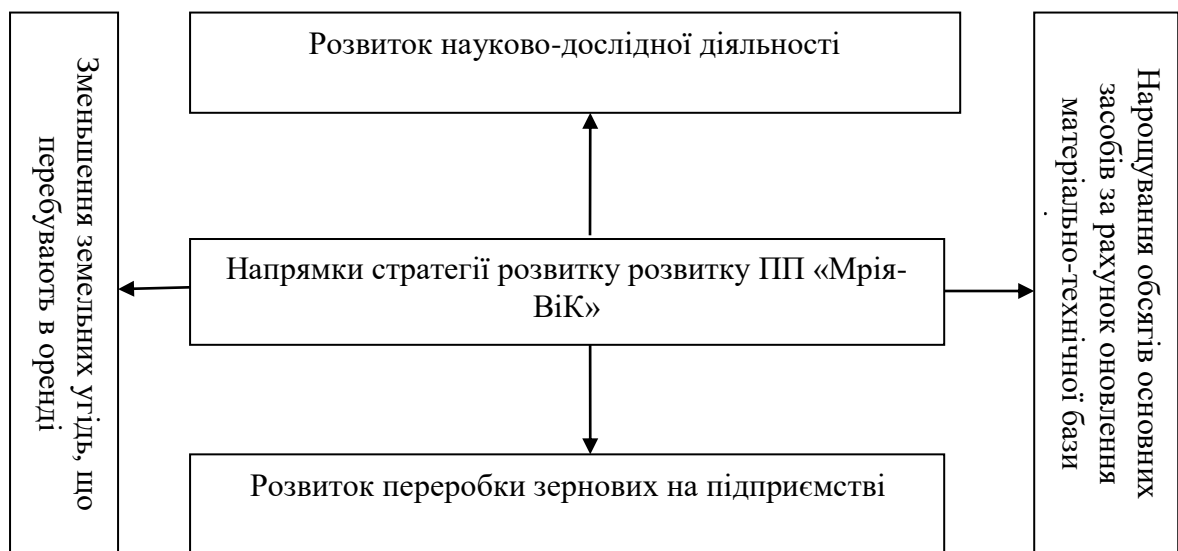 Розвиток науково-дослідної діяльності
Зменьшення земельних угідь, що
перебувають в оренді
Напрямки стратегії розвитку розвитку ПП «Мрія-
ВіК»
Нарощування обсягів основних
засобів за рахунок оновлення
матеріально-технічної бази
.
Розвиток переробки зернових на підприємстві